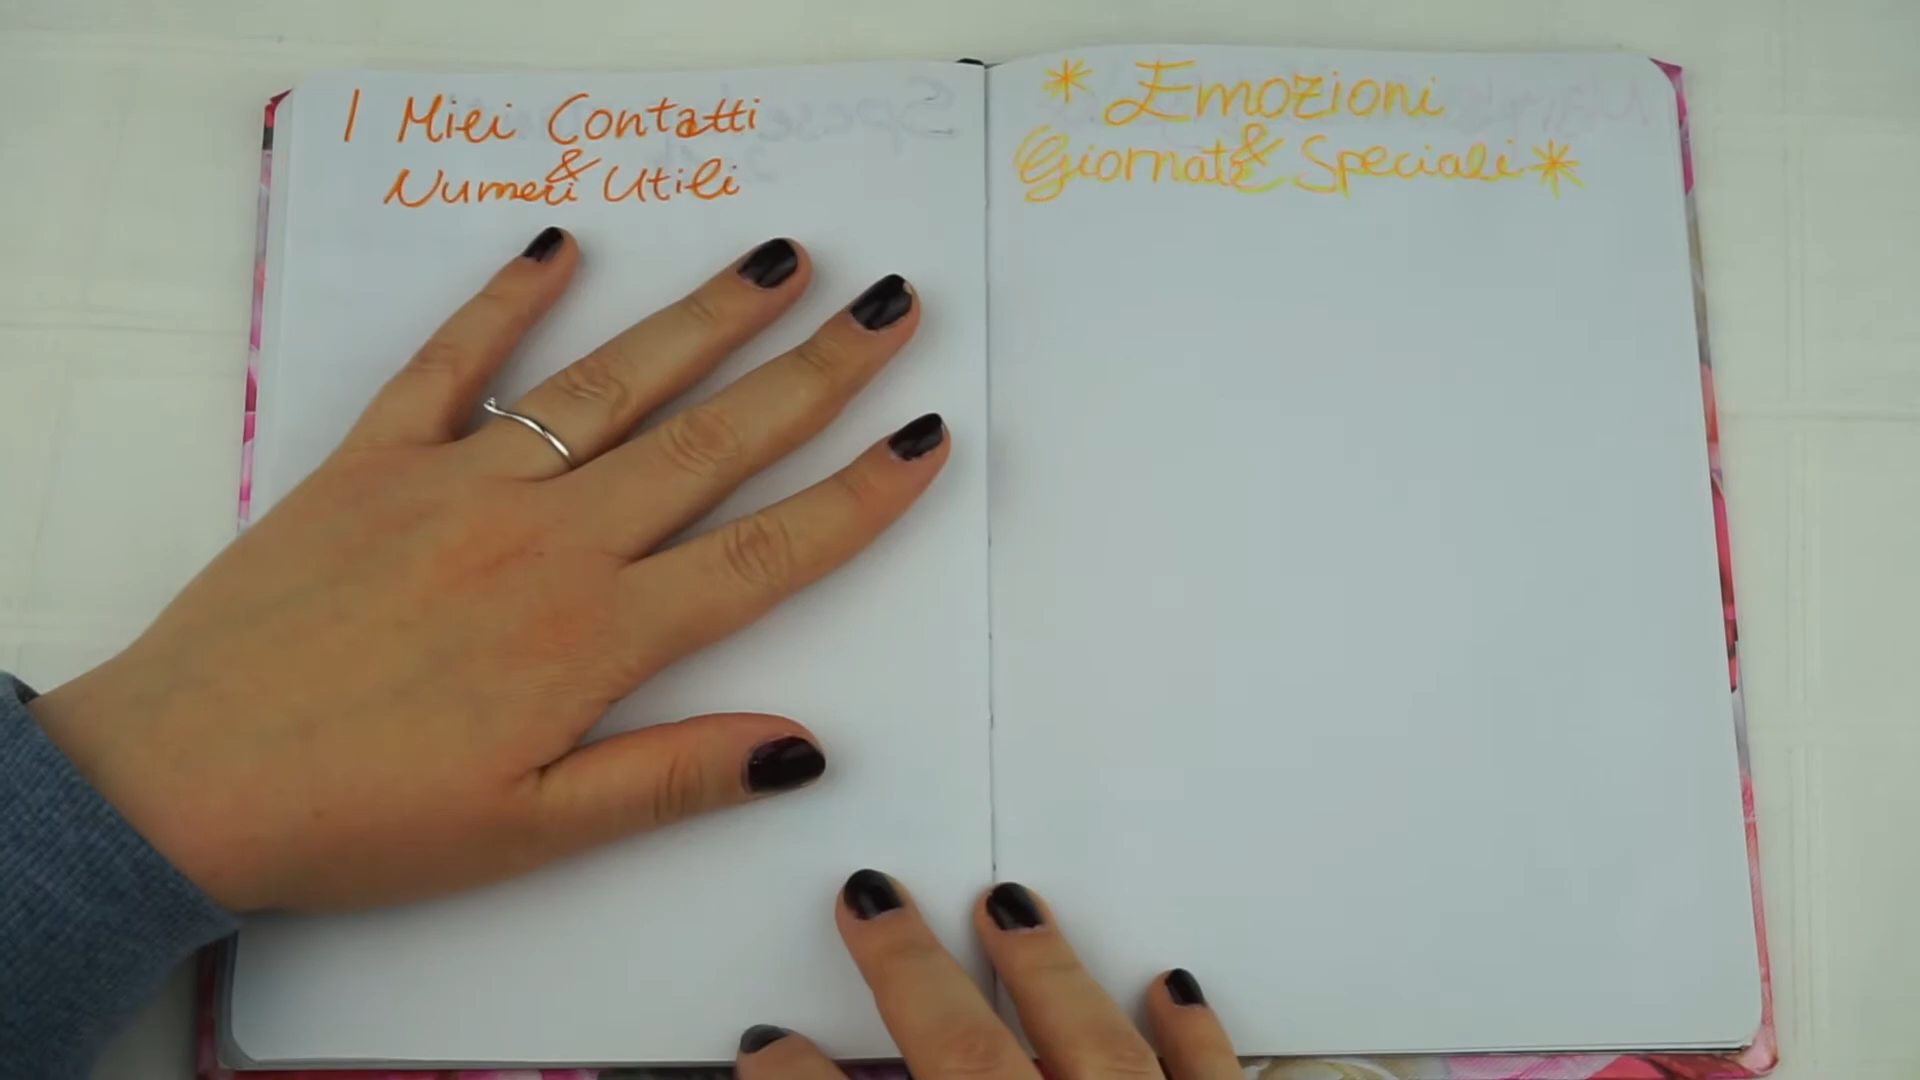 I Miei Contatti
&
Numeri Utili
* Emozioni
&
Giornate Speciali *